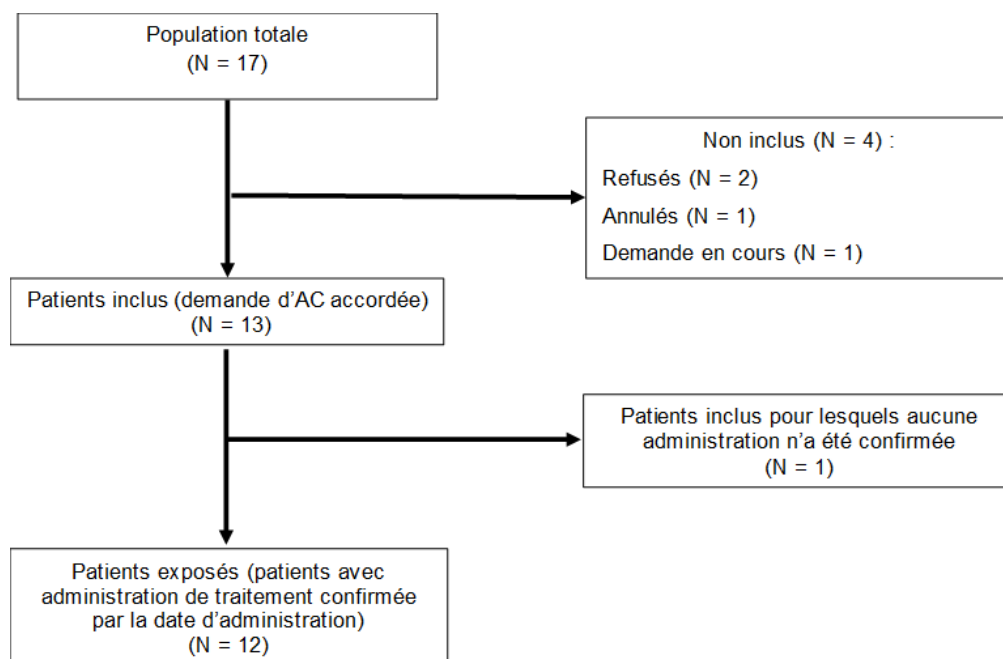 Population totale
(N = 17)
Non inclus (N = 4) :
Refusés (N = 2)
Annulés (N = 1)
Demande en cours (N = 1)
Patients inclus (demande d'AC accordée)
(N = 13)
Patients inclus pour lesquels aucune
administration n'a été confirmée
(N = 1)
Patients exposés (patients avec
administration de traitement confirmée
par la date d'administration)
(N = 12)